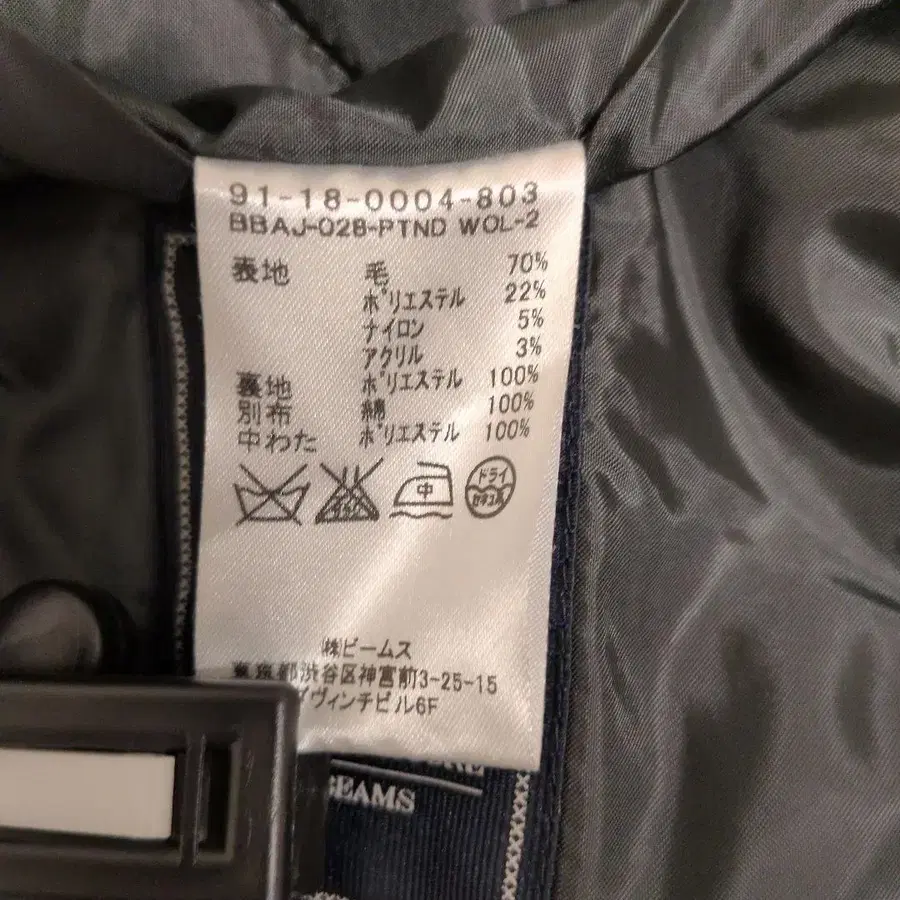 91-18-0004-803
BBAJ-028-PTND WOL-2
表地 毛 70%
ポリエステル 22%
ナイロン 5%
アクリル 3%
裏地 ポリエステル 100%
別布 綿 100%
中わた ポリエステル 100%
中 ドライ
㈱ビームス
東京都渋谷区神宮前3-25-15
ヴィンチビル6F
BEAMS